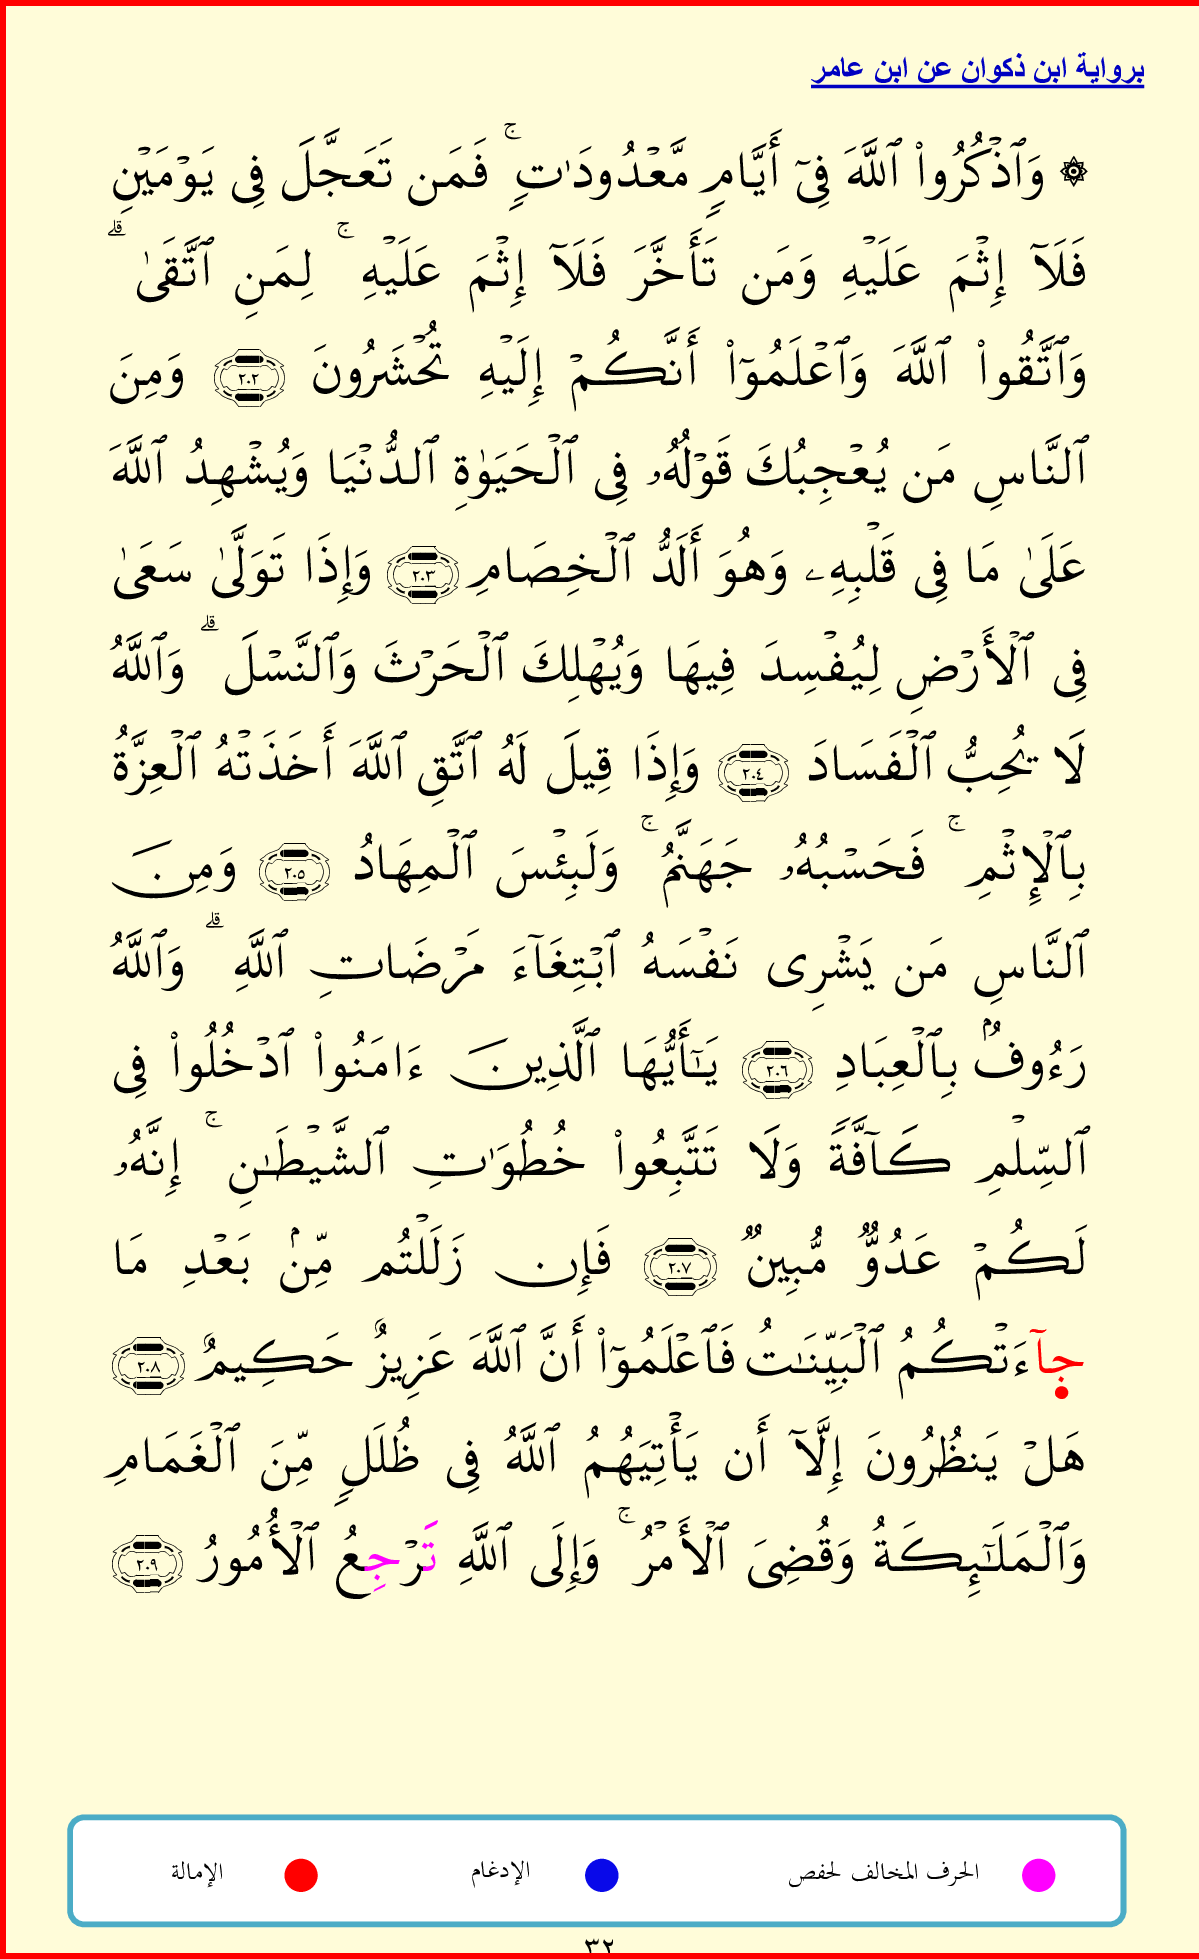 برواية ابن ذكوان عن ابن عامر
۞ وَٱذۡكُرُواْ ٱللَّهَ فِيٓ أَيَّامٖ مَّعۡدُودَٰتٖۚ فَمَن تَعَجَّلَ فِي يَوۡمَيۡنِ
فَلَآ إِثۡمَ عَلَيۡهِ وَمَن تَأَخَّرَ فَلَآ إِثۡمَ عَلَيۡهِۚ لِمَنِ ٱتَّقَىٰۗ
وَٱتَّقُواْ ٱللَّهَ وَٱعۡلَمُوٓاْ أَنَّكُمۡ إِلَيۡهِ تُحۡشَرُونَ ٢٠٢ وَمِنَ
ٱلنَّاسِ مَن يُعۡجِبُكَ قَوۡلُهُۥ فِي ٱلۡحَيَوٰةِ ٱلدُّنۡيَا وَيُشۡهِدُ ٱللَّهَ
عَلَىٰ مَا فِي قَلۡبِهِۦ وَهُوَ أَلَدُّ ٱلۡخِصَامِ ٢٠٣ وَإِذَا تَوَلَّىٰ سَعَىٰ
فِي ٱلۡأَرۡضِ لِيُفۡسِدَ فِيهَا وَيُهۡلِكَ ٱلۡحَرۡثَ وَٱلنَّسۡلَۗ وَٱللَّهُ
لَا يُحِبُّ ٱلۡفَسَادَ ٢٠٤ وَإِذَا قِيلَ لَهُ ٱتَّقِ ٱللَّهَ أَخَذَتۡهُ ٱلۡعِزَّةُ
بِٱلۡإِثۡمِۚ فَحَسۡبُهُۥ جَهَنَّمُۚ وَلَبِئۡسَ ٱلۡمِهَادُ ٢٠٥ وَمِنَ
ٱلنَّاسِ مَن يَشۡرِي نَفۡسَهُ ٱبۡتِغَآءَ مَرۡضَاتِ ٱللَّهِۗ وَٱللَّهُ
رَءُوفُۢ بِٱلۡعِبَادِ ٢٠٦ يَٰٓأَيُّهَا ٱلَّذِينَ ءَامَنُواْ ٱدۡخُلُواْ فِي
ٱلسِّلۡمِ كَآفَّةٗ وَلَا تَتَّبِعُواْ خُطُوَٰتِ ٱلشَّيۡطَٰنِۚ إِنَّهُۥ
لَكُمۡ عَدُوّٞ مُّبِينٞ ٢٠٧ فَإِن زَلَلۡتُم مِّنۢ بَعۡدِ مَا
جآءَتۡكُمُ ٱلۡبَيِّنَٰتُ فَٱعۡلَمُوٓاْ أَنَّ ٱللَّهَ عَزِيزٌ حَكِيمٌ ٢٠٨
هَلۡ يَنظُرُونَ إِلَّآ أَن يَأۡتِيَهُمُ ٱللَّهُ فِي ظُلَلٖ مِّنَ ٱلۡغَمَامِ
وَٱلۡمَلَٰٓئِكَةُ وَقُضِيَ ٱلۡأَمۡرُۚ وَإِلَى ٱللَّهِ تَرۡجِعُ ٱلۡأُمُورُ ٢٠٩
الحرف المخالف لحفص الإدغام الإمالة
٣٢